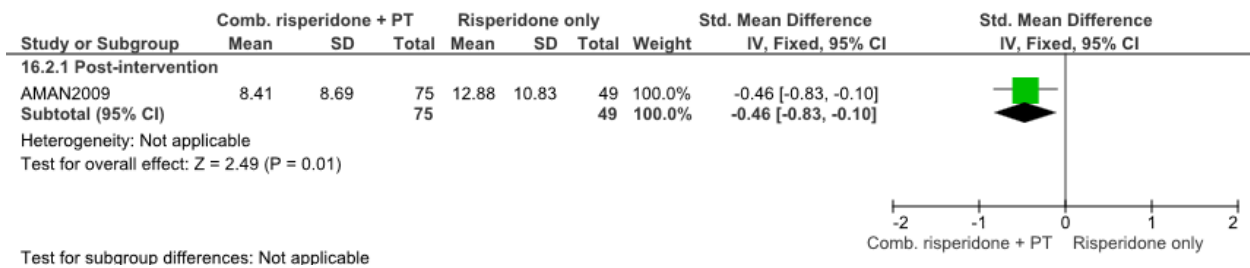 Comb. risperidone + PT Risperidone only Std. Mean Difference Std. Mean Difference
Study or Subgroup Mean SD Total Mean SD Total Weight IV, Fixed, 95% CI IV, Fixed, 95% CI
16.2.1 Post-intervention
AMAN2009 8.41 8.69 75 12.88 10.83 49 100.0% -0.46 [-0.83, -0.10]
Subtotal (95% CI) 75 49 100.0% -0.46 [-0.83, -0.10]
Heterogeneity: Not applicable
Test for overall effect: Z = 2.49 (P = 0.01)
-2 -1 0 1 2
Comb. risperidone + PT Risperidone only
Test for subgroup differences: Not applicable